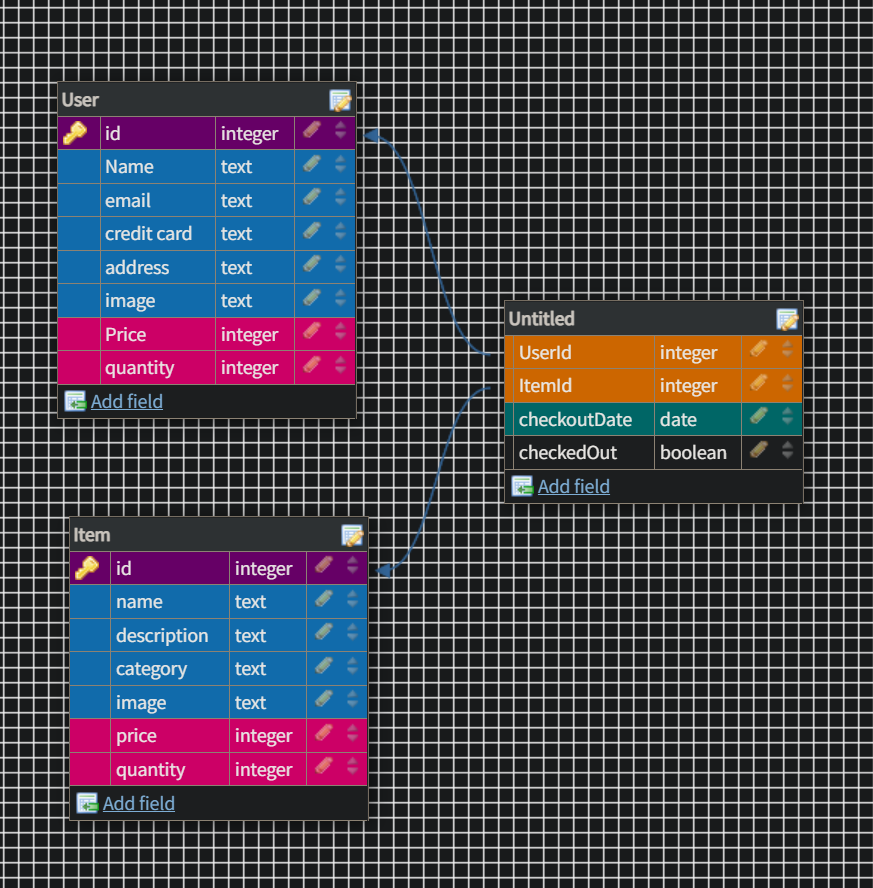 User
id integer
Name text
email text
credit card text
address text
image text
Price integer
quantity integer
Add field
Untitled
UserId integer
ItemId integer
checkoutDate date
checkedOut boolean
Add field
Item
id integer
name text
description text
category text
image text
price integer
quantity integer
Add field